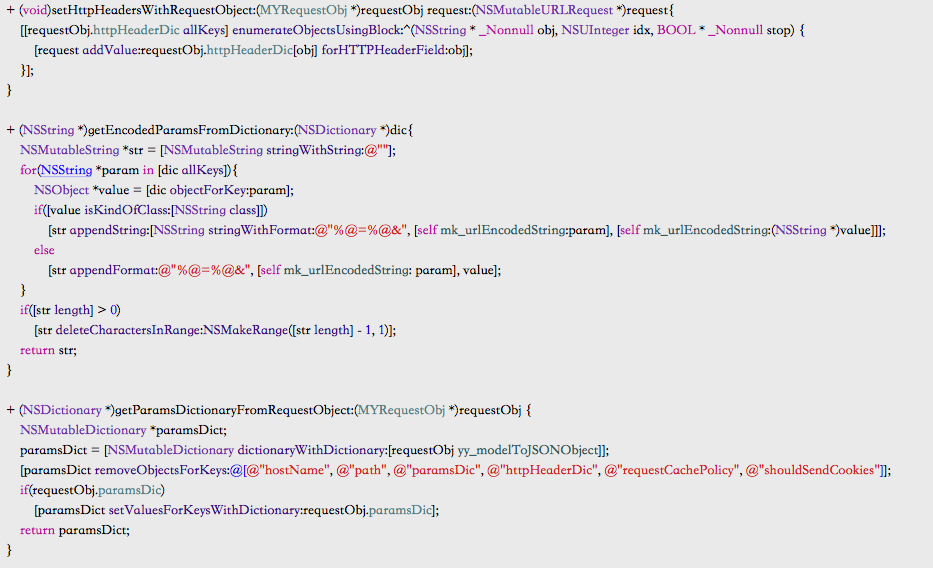 + (void)setHttpHeadersWithRequestObject:(MYRequestObj *)requestObj request:(NSMutableURLRequest *)request{
[[requestObj.httpHeaderDic allKeys] enumerateObjectsUsingBlock:^(NSString * _Nonnull obj, NSUInteger idx, BOOL * _Nonnull stop) {
[request addValue:requestObj.httpHeaderDic[obj] forHTTPHeaderField:obj];
}];
}
+ (NSString *)getEncodedParamsFromDictionary:(NSDictionary *)dic{
NSMutableString *str = [NSMutableString stringWithString:@""];
for(NSString *param in [dic allKeys]){
NSObject *value = [dic objectForKey:param];
if([value isKindOfClass:[NSString class]])
[str appendString:[NSString stringWithFormat:@"%@=%@&", [self mk_urlEncodedString:param], [self mk_urlEncodedString:(NSString *)value]]];
else
[str appendFormat:@"%@=%@&", [self mk_urlEncodedString: param], value];
}
if([str length] > 0)
[str deleteCharactersInRange:NSMakeRange([str length] - 1, 1)];
return str;
}
+ (NSDictionary *)getParamsDictionaryFromRequestObject:(MYRequestObj *)requestObj {
NSMutableDictionary *paramsDict;
paramsDict = [NSMutableDictionary dictionaryWithDictionary:[requestObj yy_modelToJSONObject]];
[paramsDict removeObjectsForKeys:@[@"hostName", @"path", @"paramsDic", @"httpHeaderDic", @"requestCachePolicy", @"shouldSendCookies"]];
if(requestObj.paramsDic)
[paramsDict setValuesForKeysWithDictionary:requestObj.paramsDic];
return paramsDict;
}